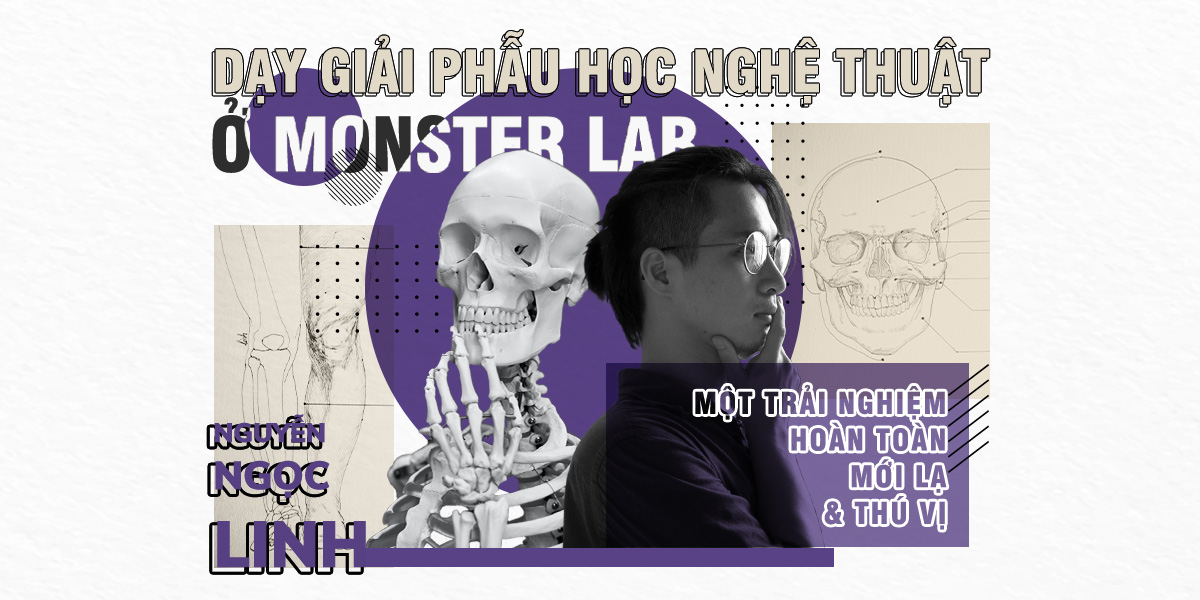 DẠY GIẢI PHẪU HỌC NGHỆ THUẬT
Ở MONSTER LAB
MỘT TRẢI NGHIỆM
HOÀN TOÀN
MỚI LẠ
& THÚ VỊ
NGUYỄN
NGỌC
LINH